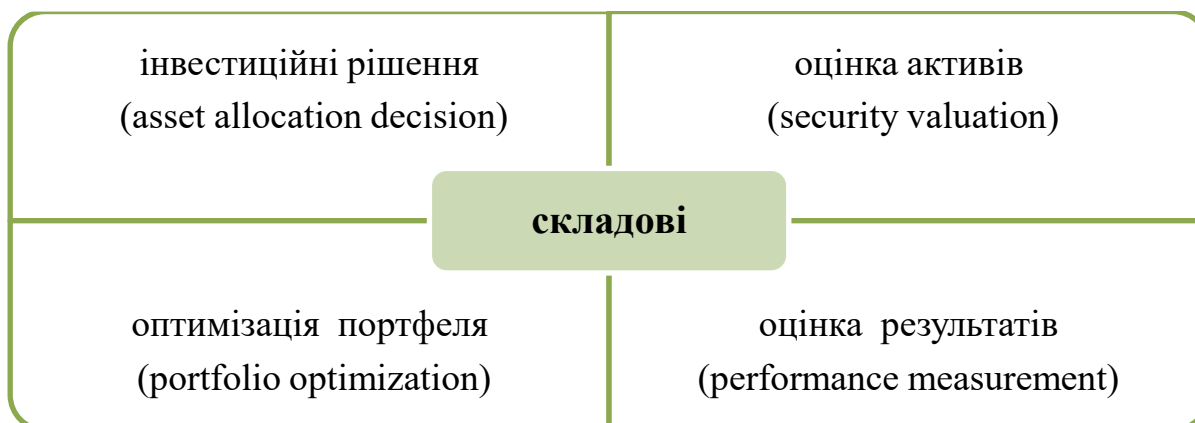 інвестиційні рішення
(asset allocation decision)
оцінка активів
(security valuation)
складові
оптимізація портфеля
(portfolio optimization)
оцінка результатів
(performance measurement)